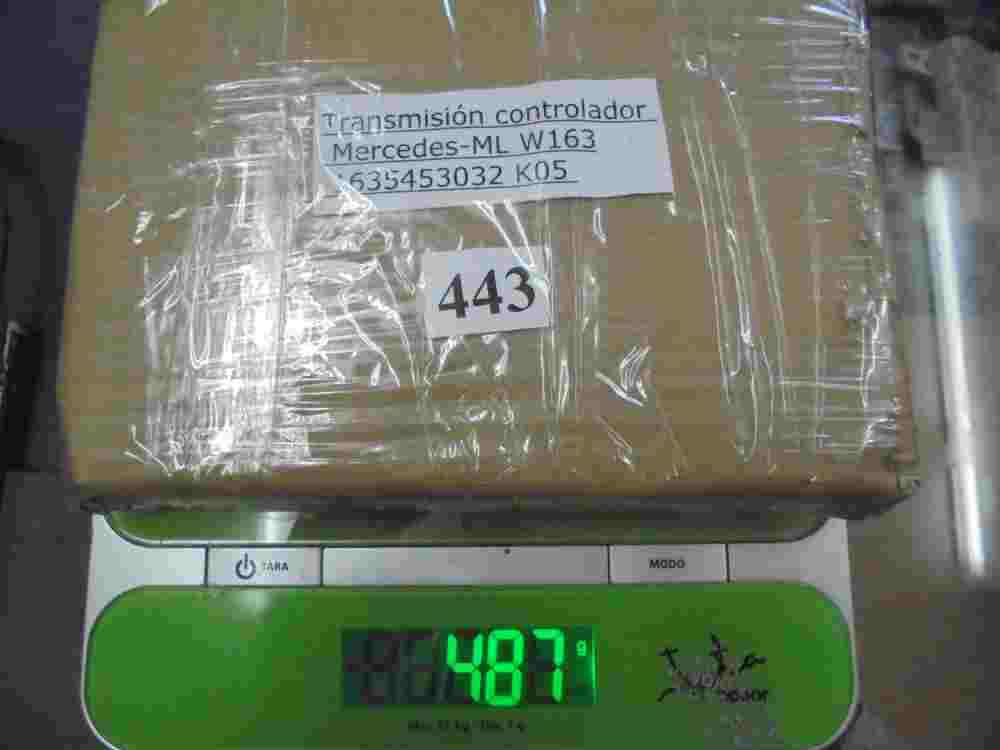 Transmisión controlador
Mercedes-ML W163
1635453032 K05
443
TARA
MODO
487 g